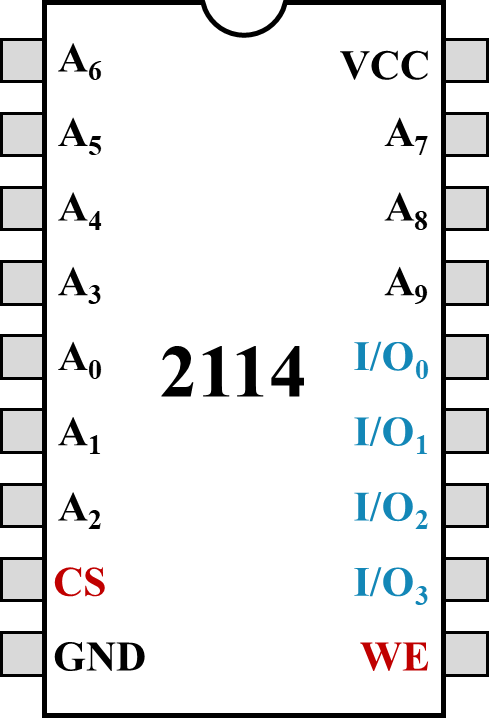 A₆ VCC
A₅ A₇
A₄ A₈
A₃ A₉
A₀ 2114 I/O₀
A₁ I/O₁
A₂ I/O₂
CS I/O₃
GND WE